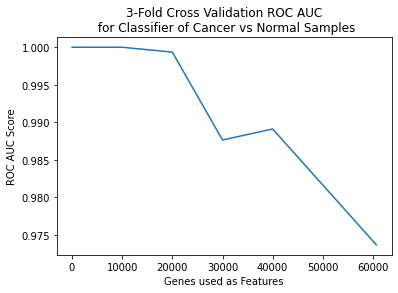 3-Fold Cross Validation ROC AUC
for Classifier of Cancer vs Normal Samples
1.000
0.995
0.990
0.985
0.980
0.975
ROC AUC Score
0 10000 20000 30000 40000 50000 60000
Genes used as Features